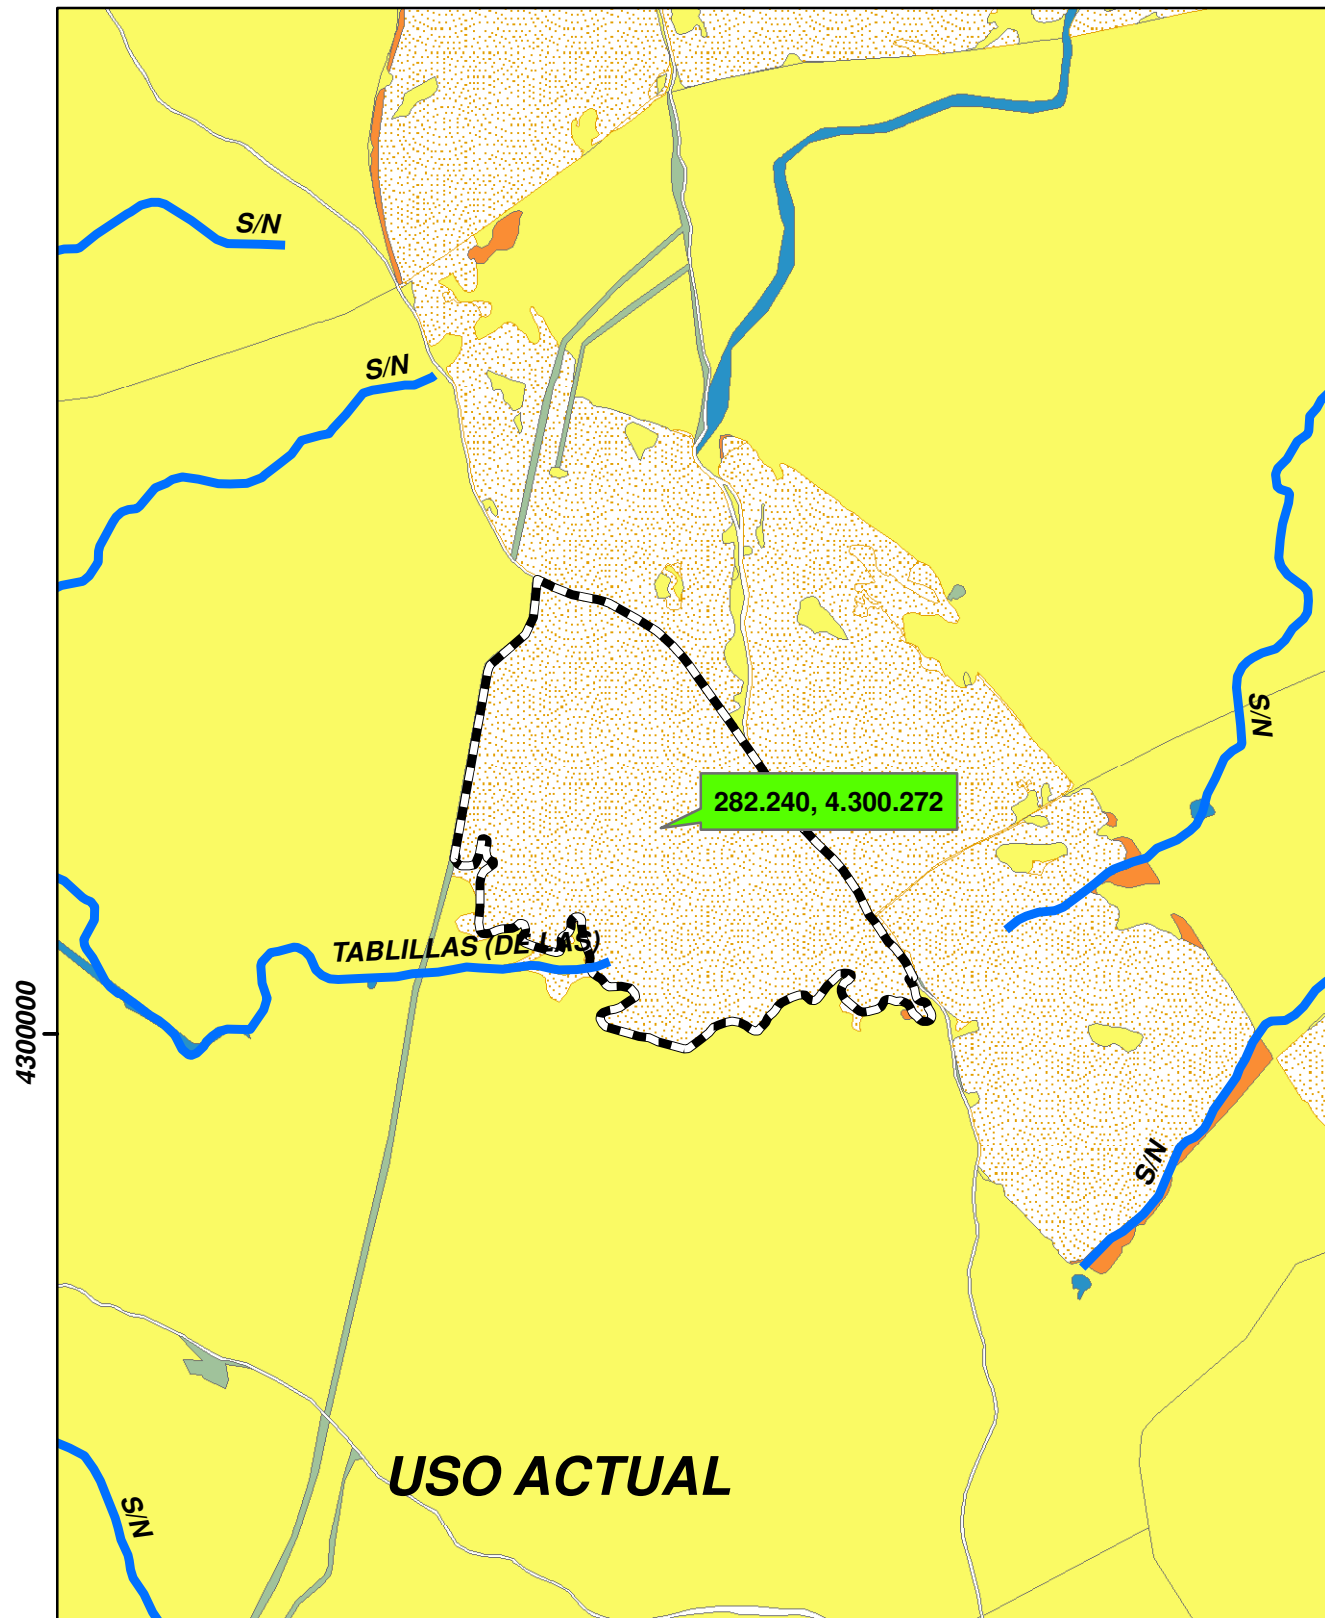 S/N
S/N
S/N
282.240, 4.300.272
TABLILLAS (DE LAS)
4300000
S/N
USO ACTUAL
S/N